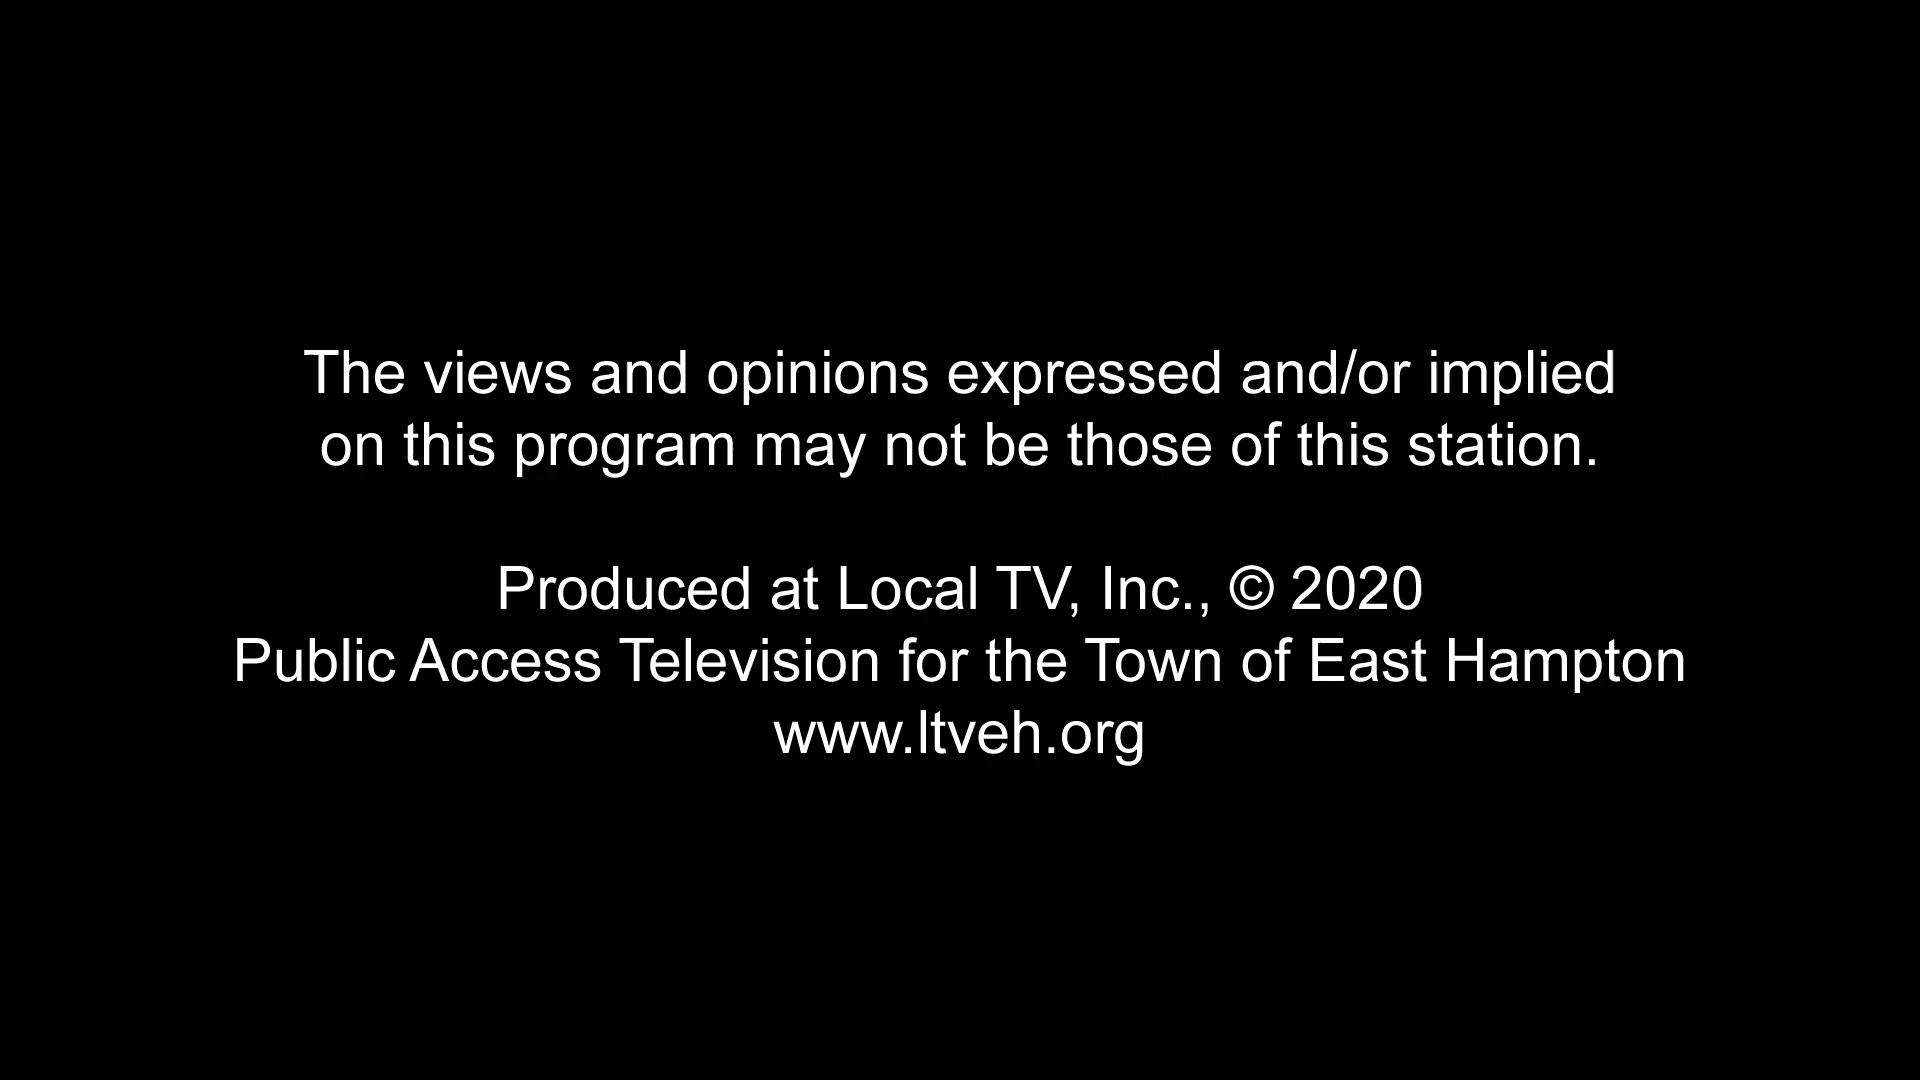 The views and opinions expressed and/or implied
on this program may not be those of this station.
Produced at Local TV, Inc., © 2020
Public Access Television for the Town of East Hampton
www.ltveh.org